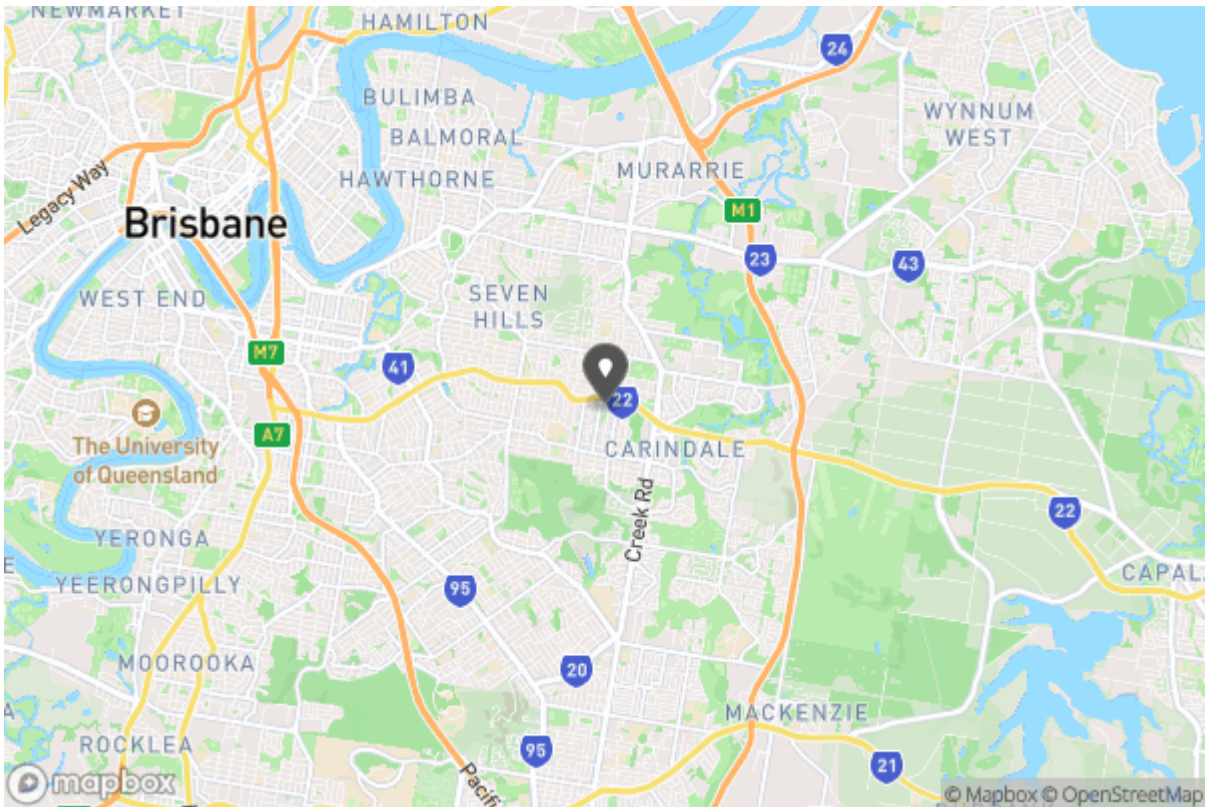 NEWMARKET
HAMILTON
24
BULIMBA
BALMORAL
WYNNUM
WEST
HAWTHORNE
MURARRIE
Legacy Way
Brisbane
M1
23
43
WEST END
SEVEN
HILLS
M7
41
22
The University
of Queensland
A7
CARINDALE
Creek Rd
22
YERONGA
E
YEERONGPILLY
95
CAPALA
MOOROOKA
20
MACKENZIE
A
ROCKLEA
95
21
Pacifi
mapbox
© Mapbox © OpenStreetMap